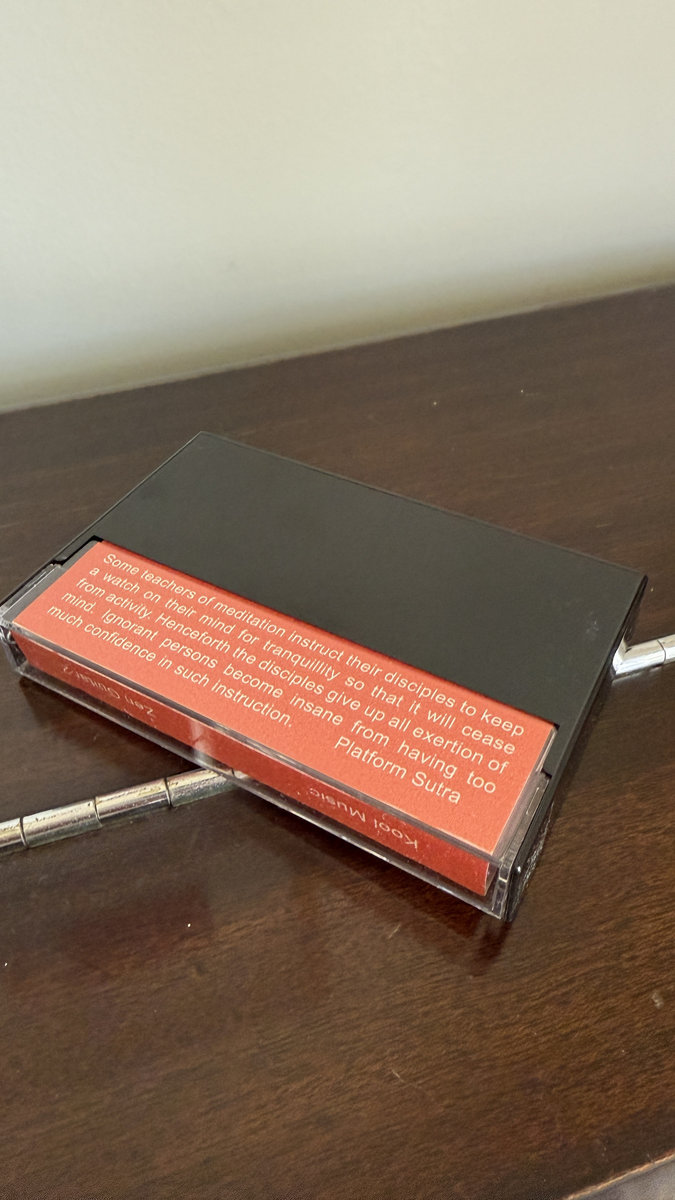 Some teachers of meditation instruct their disciples to keep
a watch on their mind for tranquillity so that it will cease
from activity. Henceforth the disciples give up all exertion of
mind. Ignorant persons become insane from having too
much confidence in such instruction.
Platform Sutra
Kool Music
Zen Guitar 2